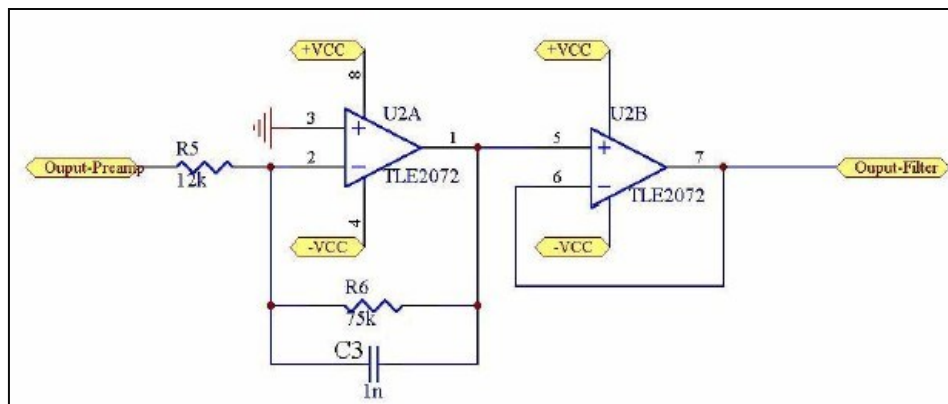 +VCC
+VCC
8
U2A
U2B
3
+
1
5
+
Ouput-Preamp
R5
2
−
7
Ouput-Filter
12k
TLE2072
6
−
TLE2072
4
-VCC
-VCC
R6
75k
C3
1n